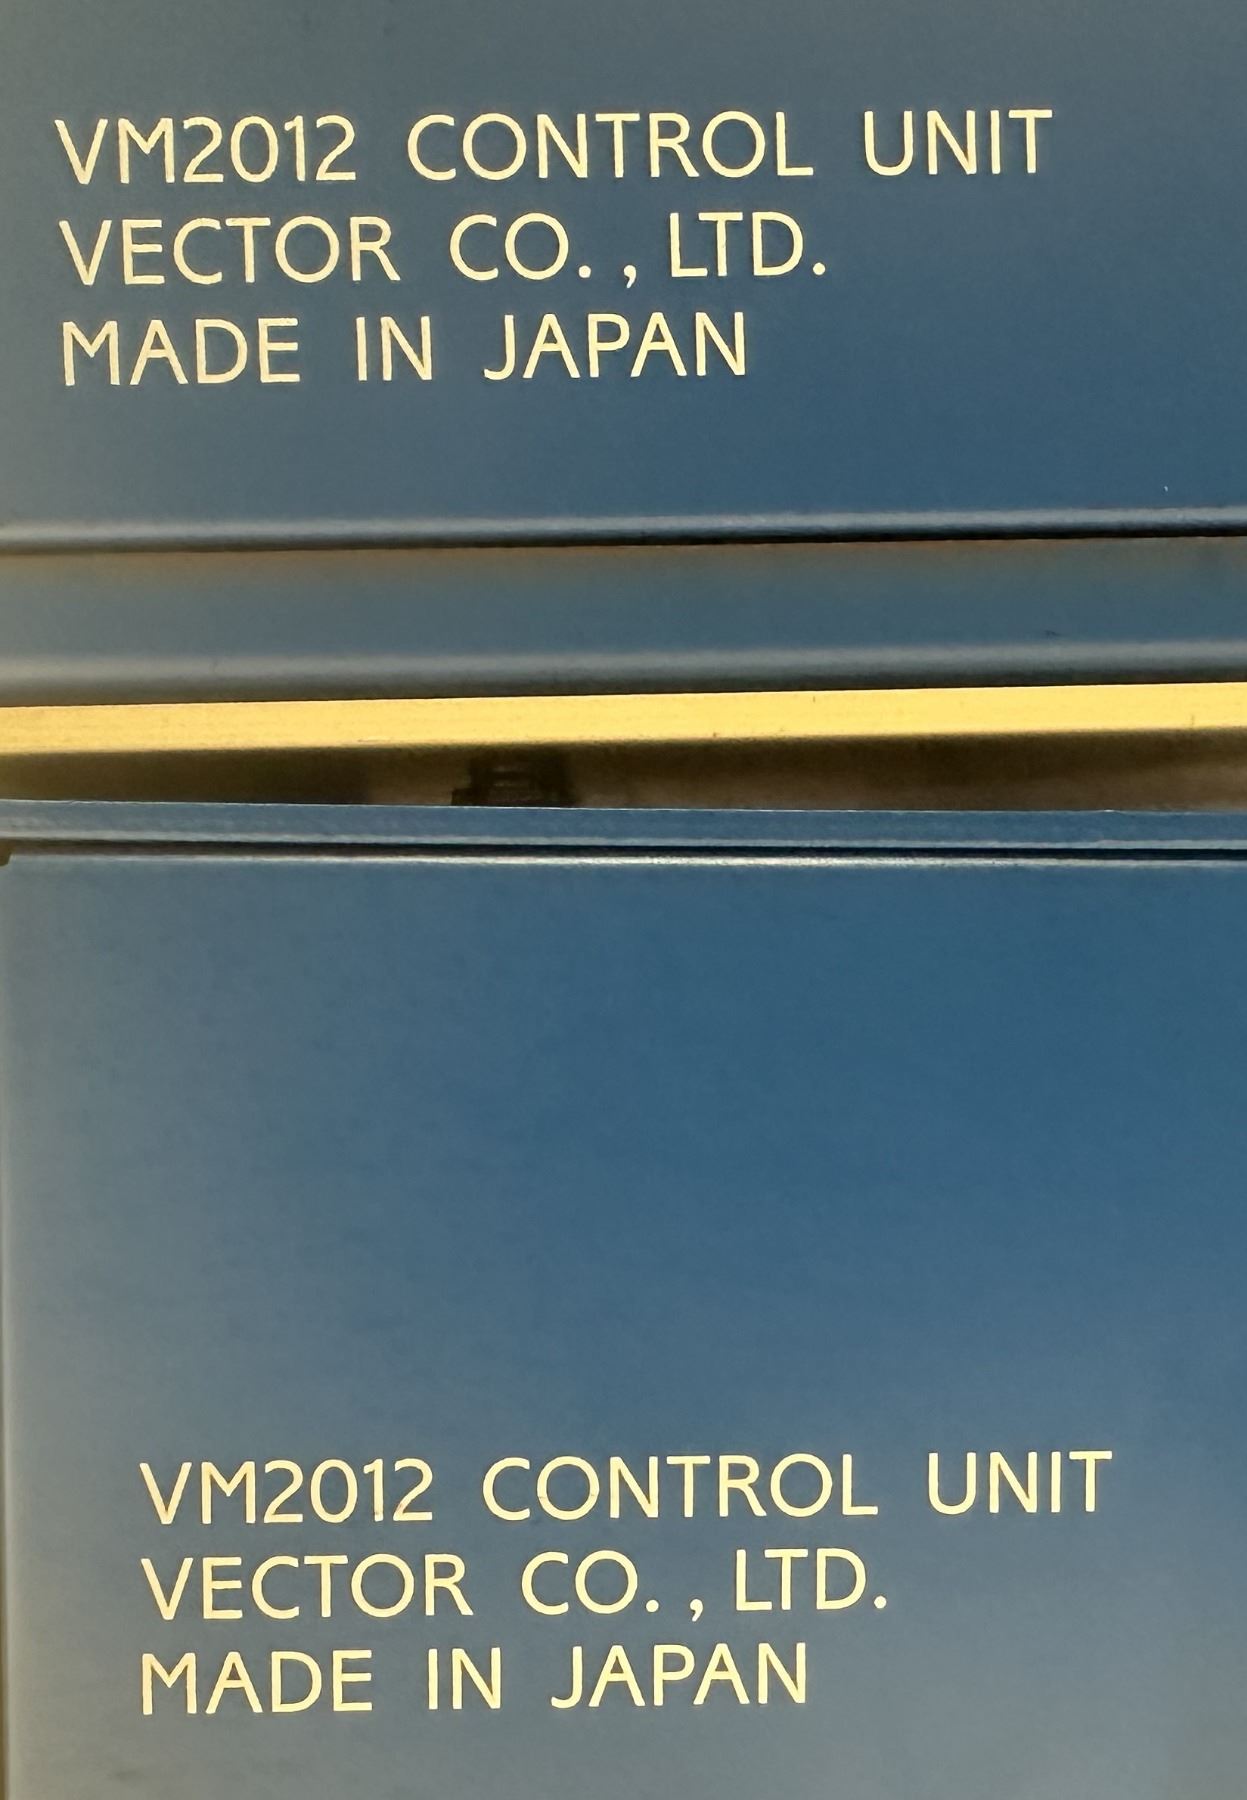 VM2012 CONTROL UNIT
VECTOR CO., LTD.
MADE IN JAPAN
VM2012 CONTROL UNIT
VECTOR CO., LTD.
MADE IN JAPAN